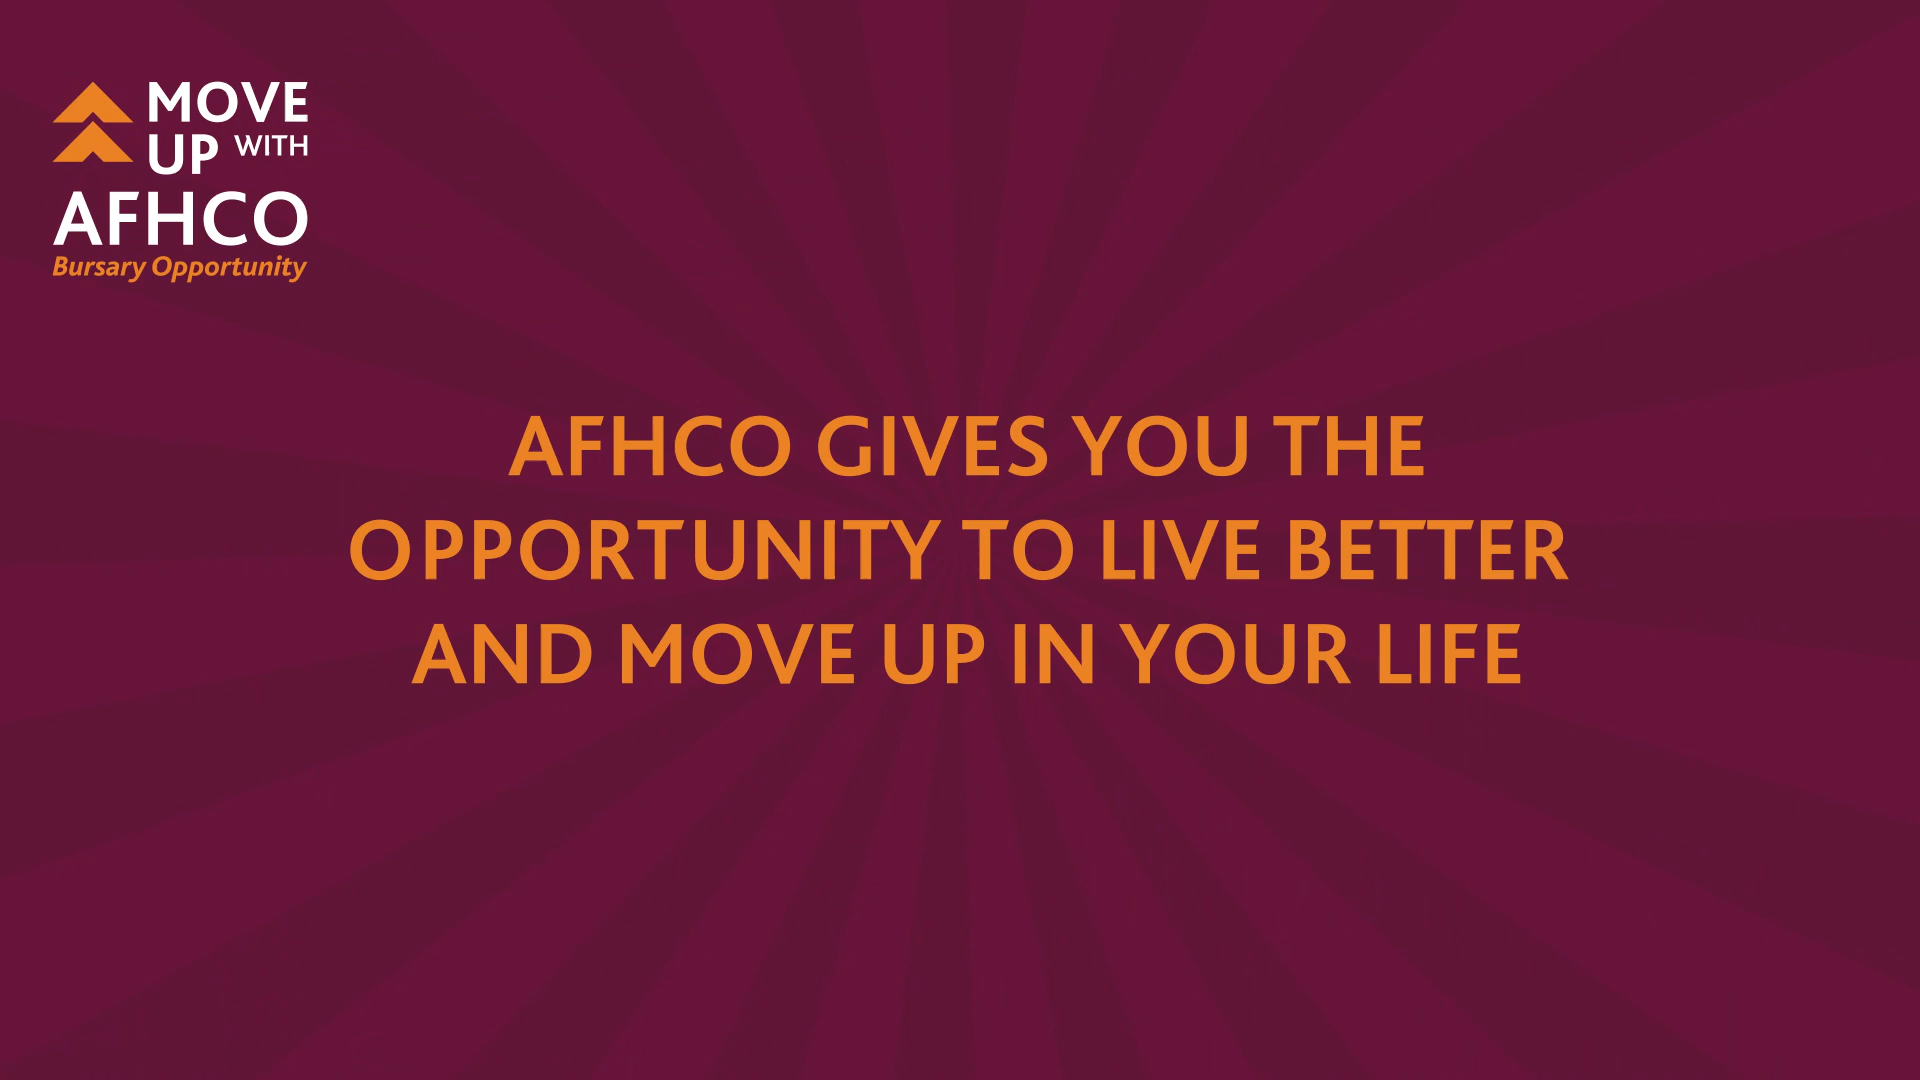 MOVE
UP WITH
AFHCO
Bursary Opportunity
AFHCO GIVES YOU THE
OPPORTUNITY TO LIVE BETTER
AND MOVE UP IN YOUR LIFE